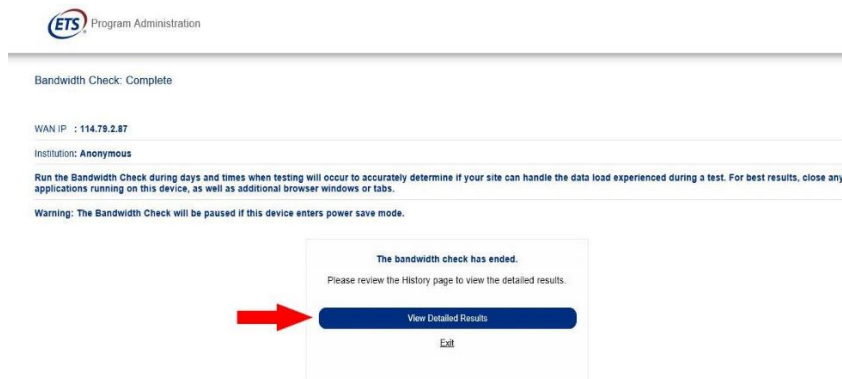 ETS® Program Administration
Bandwidth Check: Complete
WAN IP : 114.79.2.87
Institution: Anonymous
Run the Bandwidth Check during days and times when testing will occur to accurately determine if your site can handle the data load experienced during a test. For best results, close any
applications running on this device, as well as additional browser windows or tabs.
Warning: The Bandwidth Check will be paused if this device enters power save mode.
The bandwidth check has ended.
Please review the History page to view the detailed results.
View Detailed Results
Exit